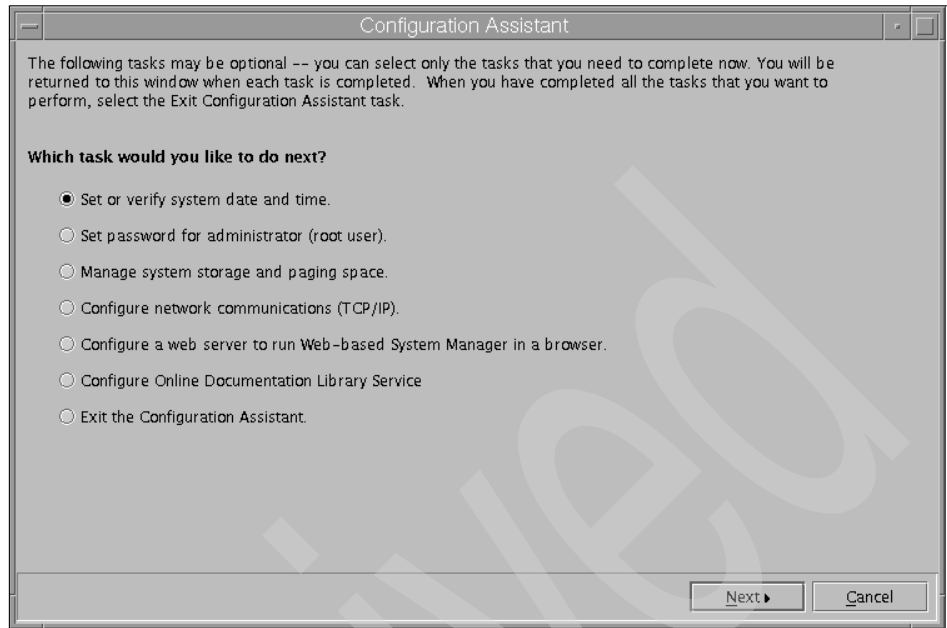 Configuration Assistant
The following tasks may be optional -- you can select only the tasks that you need to complete now. You will be
returned to this window when each task is completed. When you have completed all the tasks that you want to
perform, select the Exit Configuration Assistant task.
Which task would you like to do next?
Set or verify system date and time.
Set password for administrator (root user).
Manage system storage and paging space.
Configure network communications (TCP/IP).
Configure a web server to run Web-based System Manager in a browser.
Configure Online Documentation Library Service
Exit the Configuration Assistant.
ived
Next
Cancel